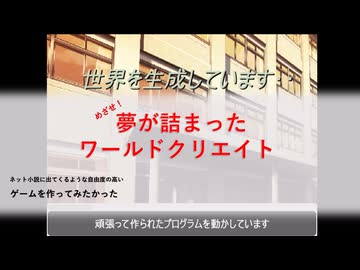 世界を生成しています・・
めざせ！
夢が詰まった
ワールドクリエイト
ネット小説に出てくるような自由度の高い
ゲームを作ってみたかった
頑張って作られたプログラムを動かしています